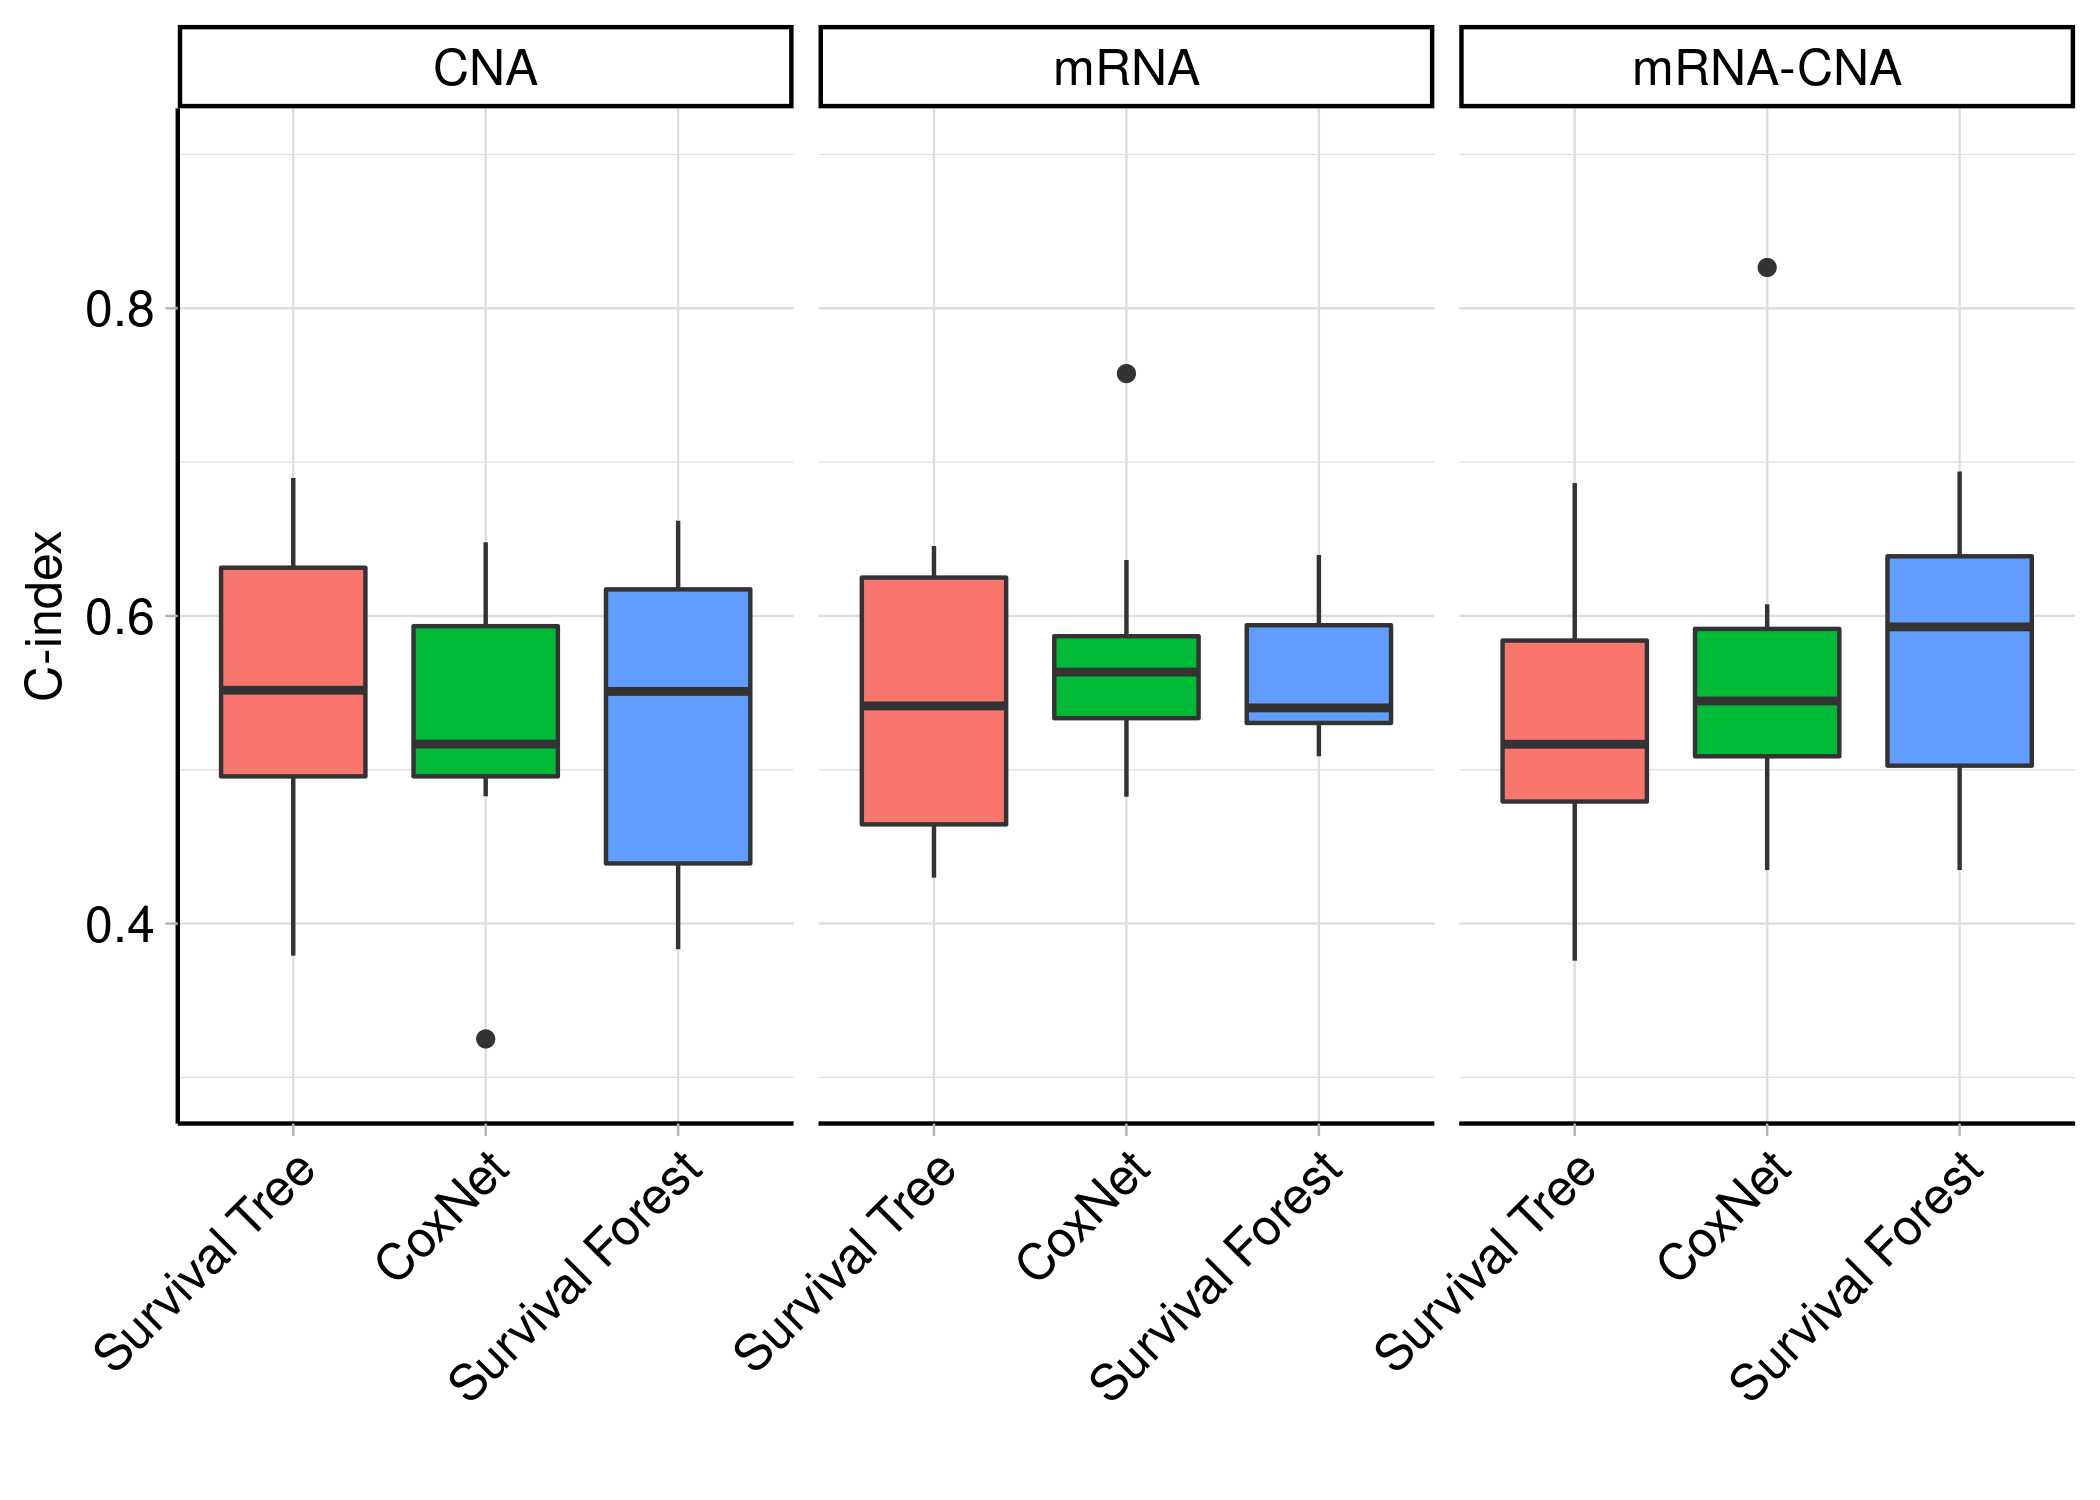 CNA
mRNA
mRNA-CNA
C-index
0.8
0.6
0.4
Survival Tree
CoxNet
Survival Forest
Survival Tree
CoxNet
Survival Forest
Survival Tree
CoxNet
Survival Forest